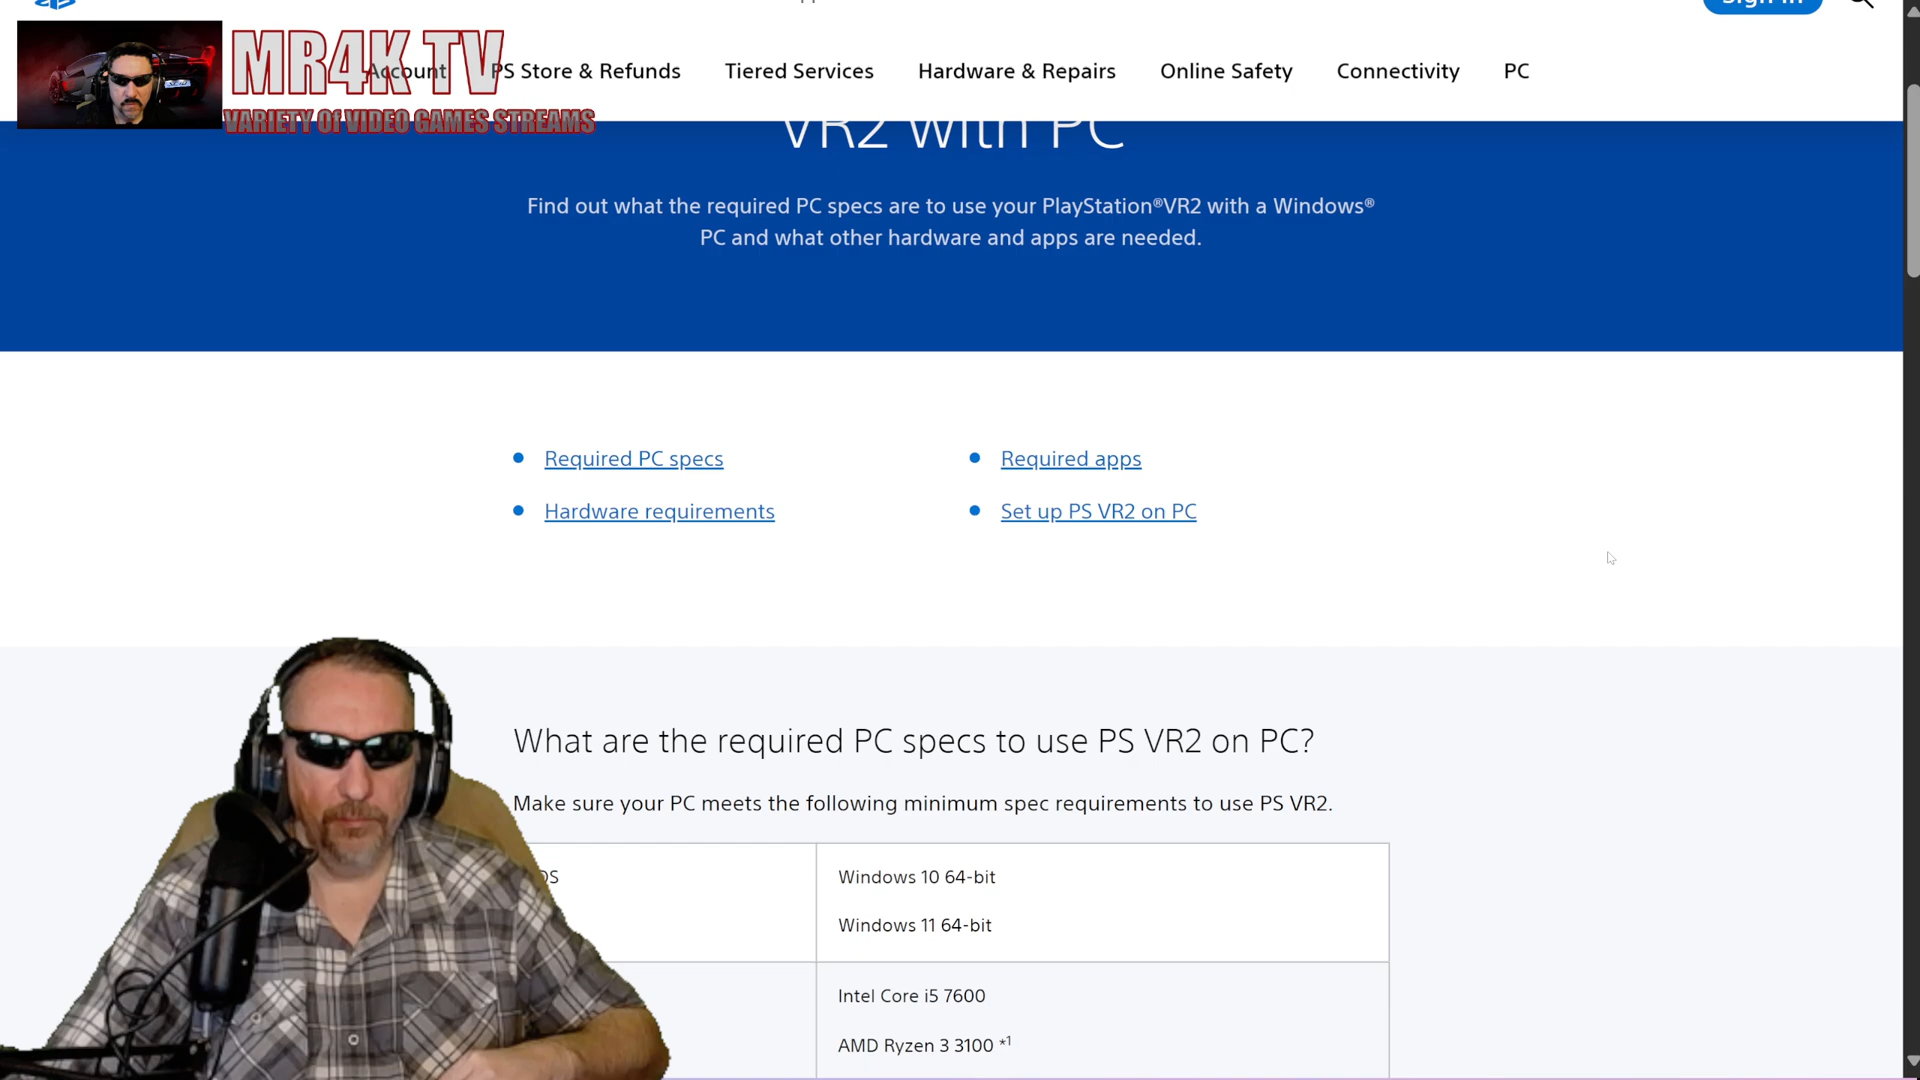 MR4K TV
VARIETY Of VIDEO GAMES STREAMS
Account PS Store & Refunds Tiered Services Hardware & Repairs Online Safety Connectivity PC
VR2 with PC
Find out what the required PC specs are to use your PlayStation®VR2 with a Windows®
PC and what other hardware and apps are needed.
Required PC specs
Required apps
Hardware requirements
Set up PS VR2 on PC
What are the required PC specs to use PS VR2 on PC?
Make sure your PC meets the following minimum spec requirements to use PS VR2.
OS
Windows 10 64-bit
Windows 11 64-bit
Intel Core i5 7600
AMD Ryzen 3 3100 *1